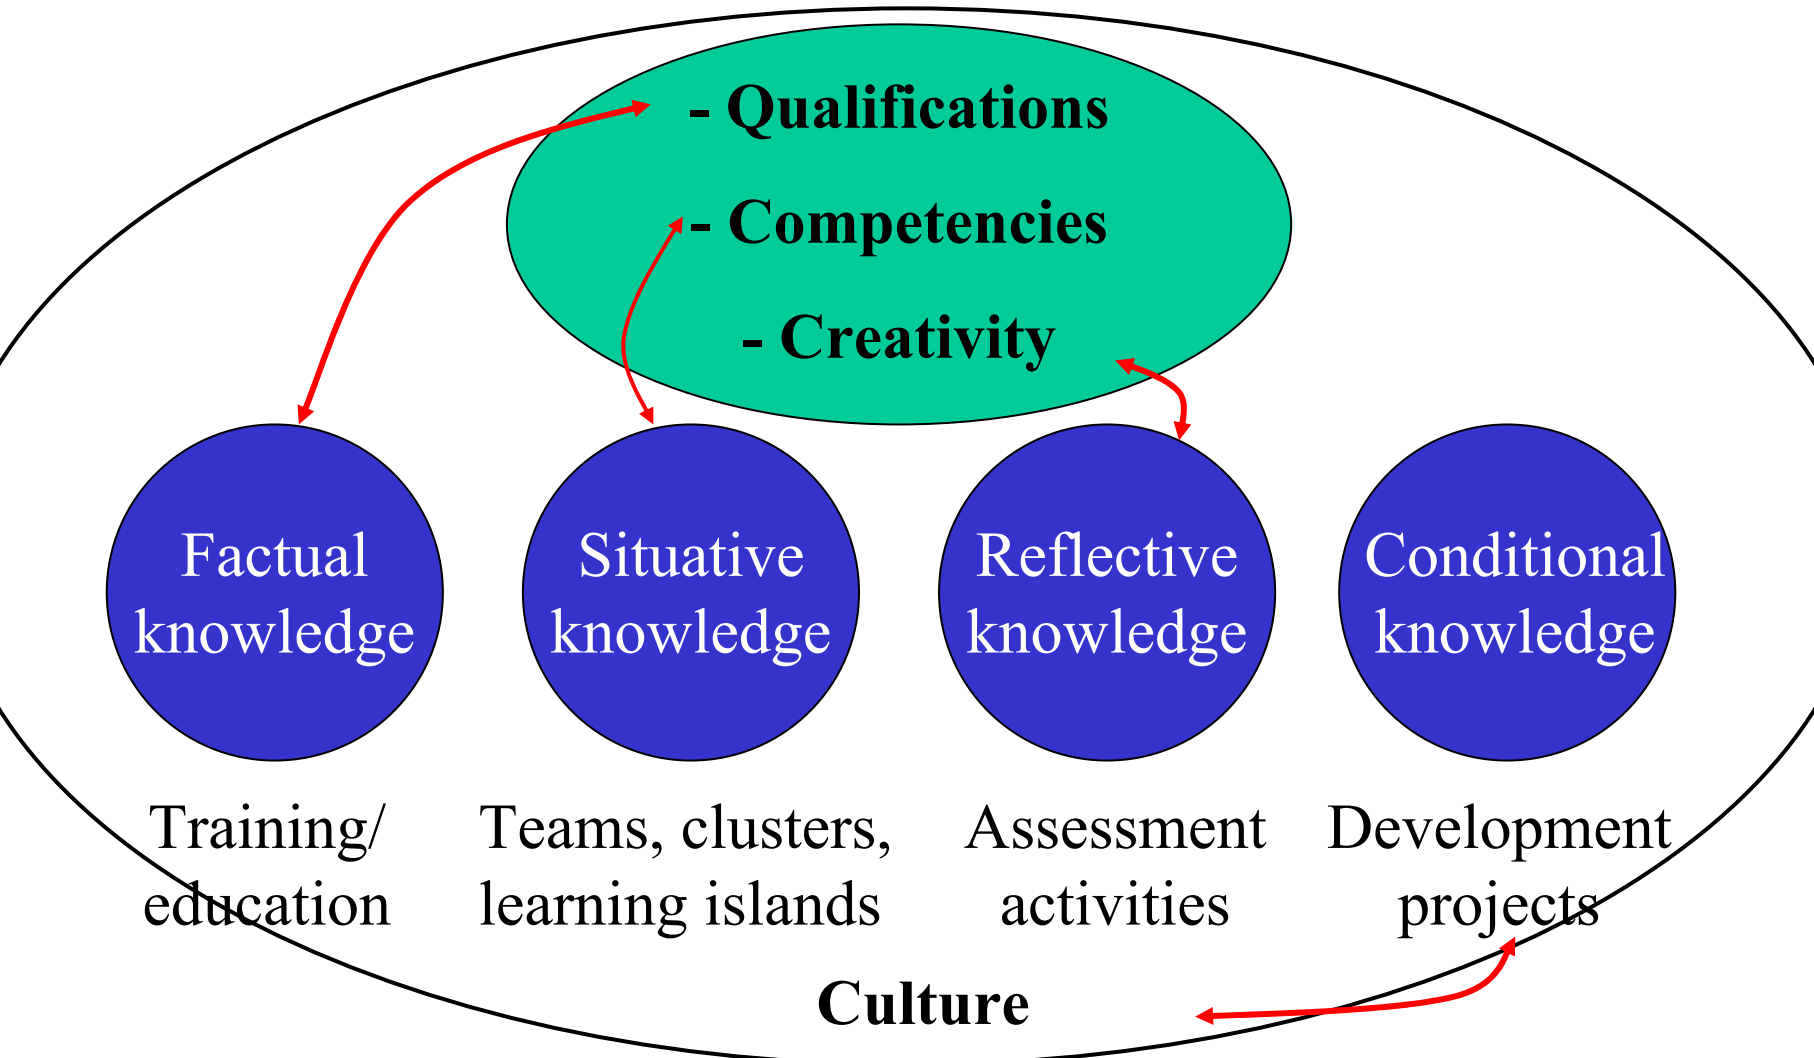 - Qualifications
- Competencies
- Creativity
Factual
knowledge
Situative
knowledge
Reflective
knowledge
Conditional
knowledge
Training/
education
Teams, clusters,
learning islands
Assessment
activities
Development
projects
Culture